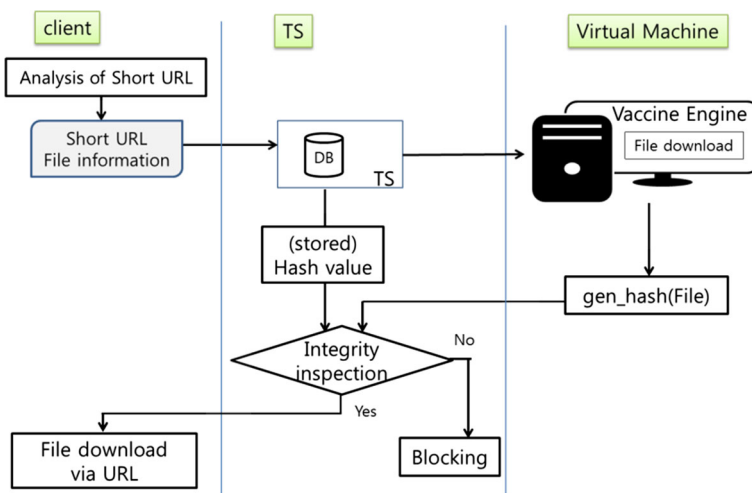 client
TS
Virtual Machine
Analysis of Short URL
Short URL
File information
DB
TS
Vaccine Engine
File download
(stored)
Hash value
gen_hash(File)
Integrity
inspection
No
Yes
File download
via URL
Blocking